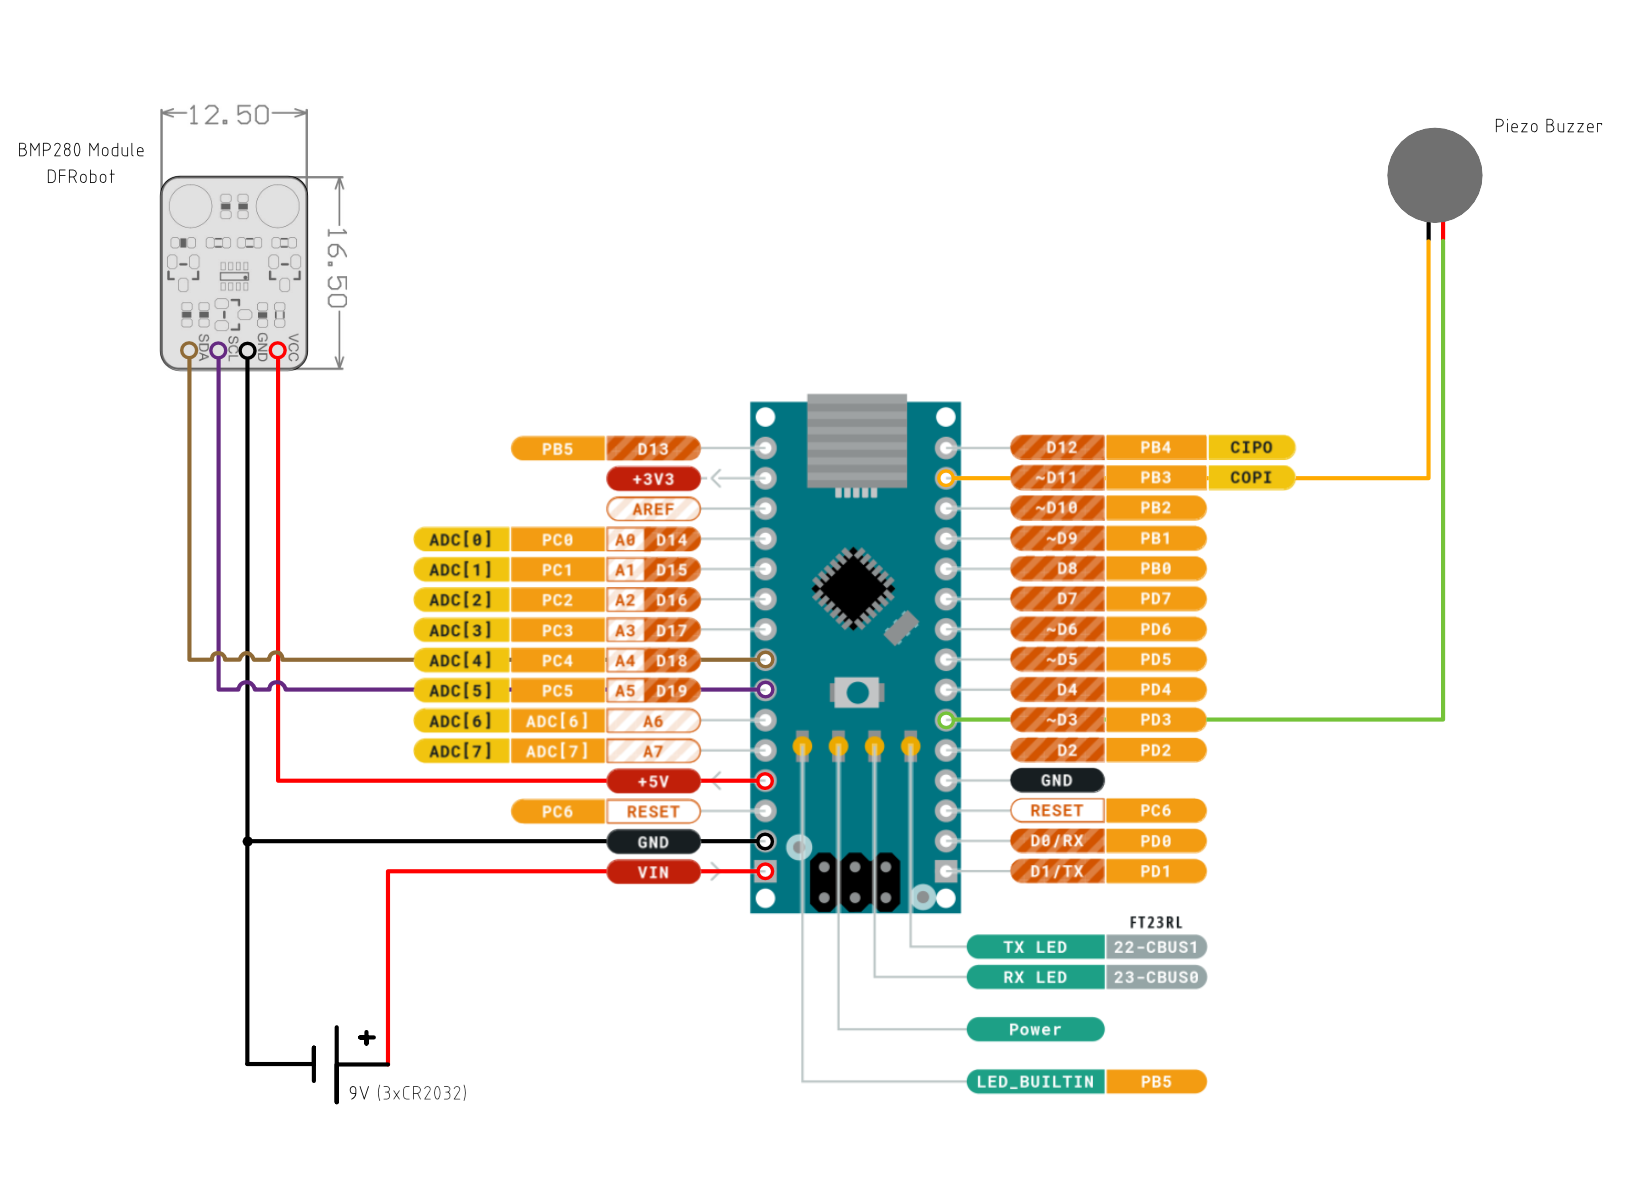 12.50
BMP280 Module
DFRobot
16.50
SDA
SCL
GND
VCC
Piezo Buzzer
PB5 D13
+3V3
AREF
ADC[0] PC0 A0 D14
ADC[1] PC1 A1 D15
ADC[2] PC2 A2 D16
ADC[3] PC3 A3 D17
ADC[4] PC4 A4 D18
ADC[5] PC5 A5 D19
ADC[6] ADC[6] A6
ADC[7] ADC[7] A7
+5V
PC6 RESET
GND
VIN
D12 PB4 CIPO
~D11 PB3 COPI
~D10 PB2
~D9 PB1
D8 PB0
D7 PD7
~D6 PD6
~D5 PD5
D4 PD4
~D3 PD3
D2 PD2
GND
RESET PC6
D0/RX PD0
D1/TX PD1
FT23RL
TX LED 22-CBUS1
RX LED 23-CBUS0
Power
LED_BUILTIN PB5
+
9V (3xCR2032)